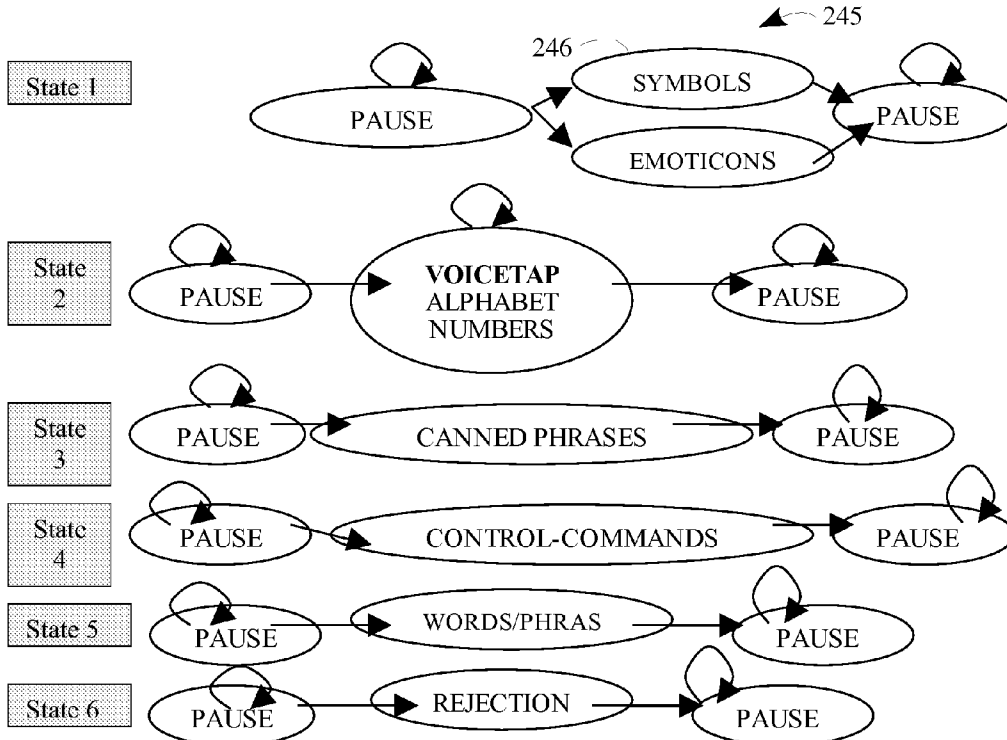 245
246
State 1
PAUSE
SYMBOLS
EMOTICONS
PAUSE
State
2
PAUSE
VOICETAP
ALPHABET
NUMBERS
PAUSE
State
3
PAUSE
CANNED PHRASES
PAUSE
State
4
PAUSE
CONTROL-COMMANDS
PAUSE
State 5
PAUSE
WORDS/PHRAS
PAUSE
State 6
PAUSE
REJECTION
PAUSE